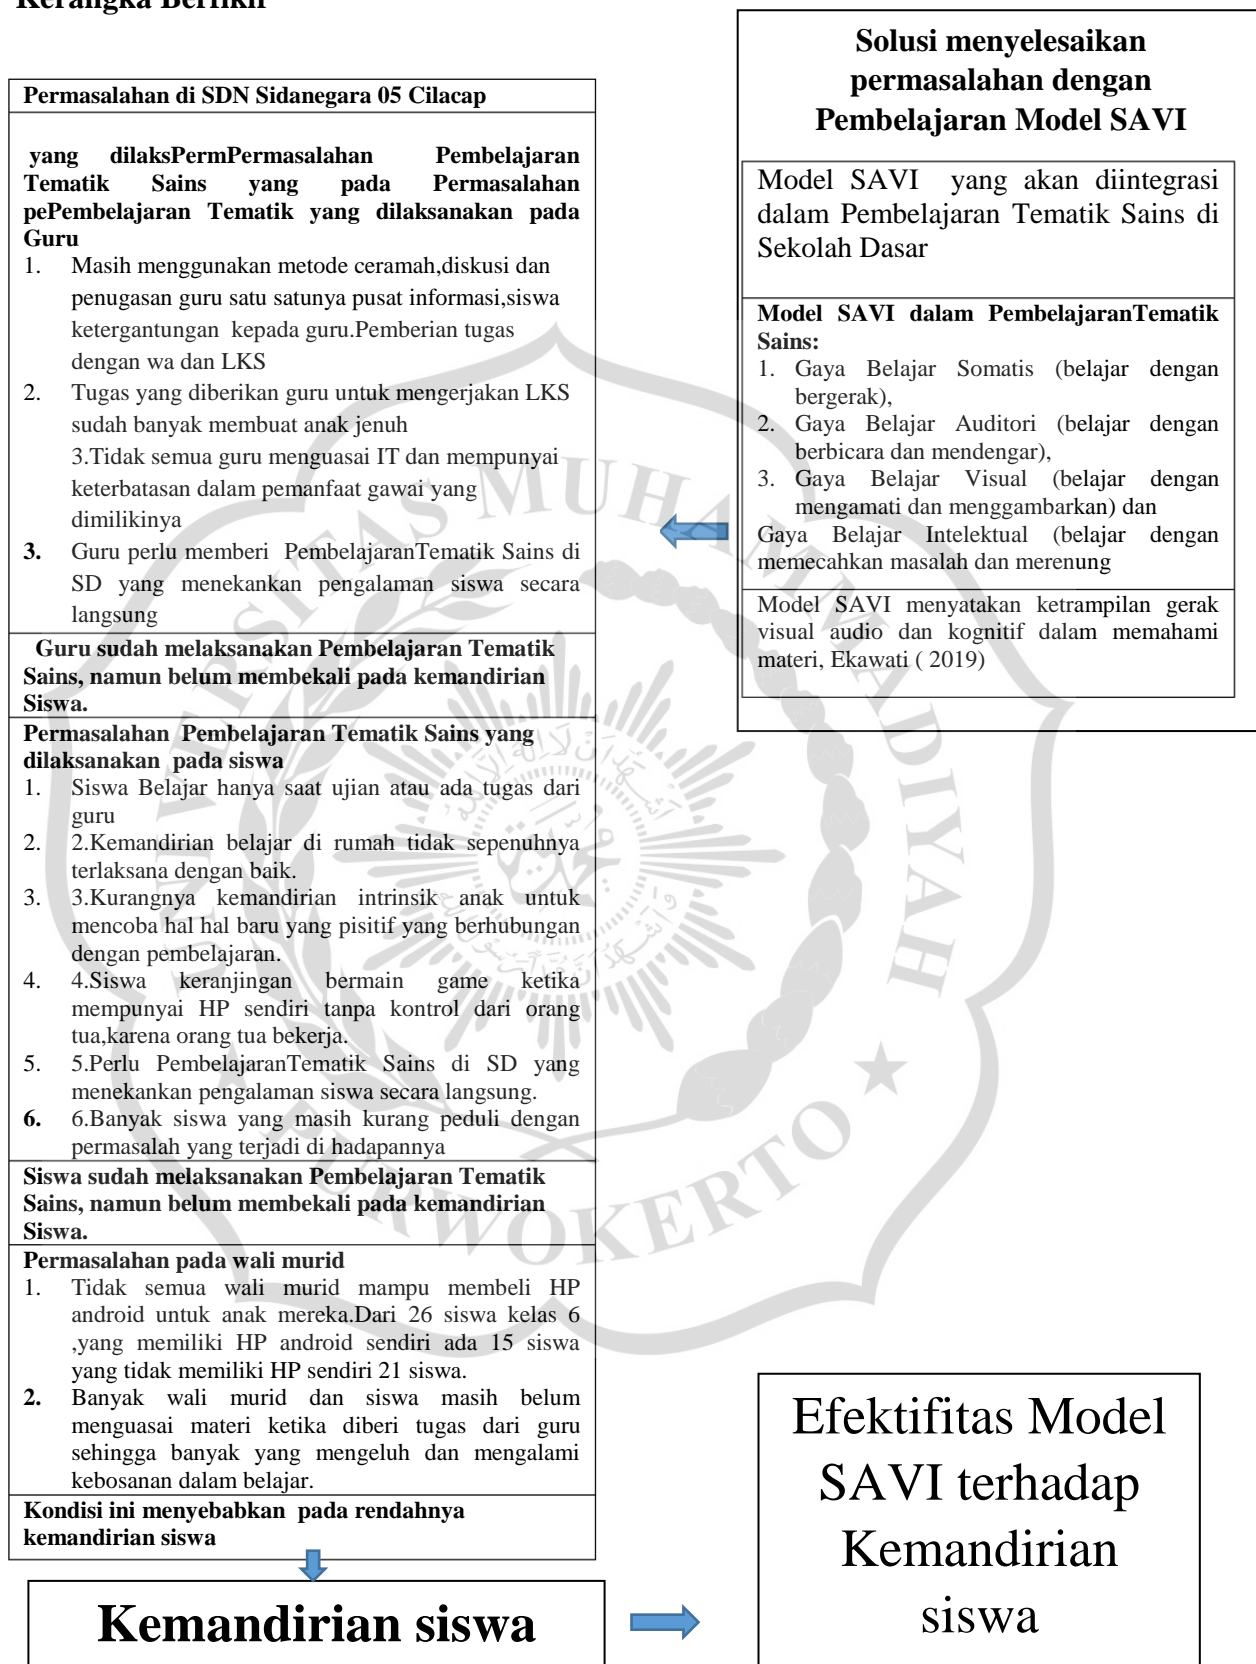 Kerangka Berfikir
Permasalahan di SDN Sidanegara 05 Cilacap
yang dilaksPermPermasalahan Pembelajaran
Tematik Sains yang pada Permasalahan
pePembelajaran Tematik yang dilaksanakan pada
Guru
1. Masih menggunakan metode ceramah,diskusi dan
penugasan guru satu satunya pusat informasi,siswa
ketergantungan kepada guru.Pemberian tugas
dengan wa dan LKS
2. Tugas yang diberikan guru untuk mengerjakan LKS
sudah banyak membuat anak jenuh
3.Tidak semua guru menguasai IT dan mempunyai
keterbatasan dalam pemanfaat gawai yang
dimilikinya
3. Guru perlu memberi PembelajaranTematik Sains di
SD yang menekankan pengalaman siswa secara
langsung
Guru sudah melaksanakan Pembelajaran Tematik
Sains, namun belum membekali pada kemandirian
Siswa.
Permasalahan Pembelajaran Tematik Sains yang
dilaksanakan pada siswa
1. Siswa Belajar hanya saat ujian atau ada tugas dari
guru
2. 2.Kemandirian belajar di rumah tidak sepenuhnya
terlaksana dengan baik.
3. 3.Kurangnya kemandirian intrinsik anak untuk
mencoba hal hal baru yang pisitif yang berhubungan
dengan pembelajaran.
4. 4.Siswa keranjingan bermain game ketika
mempunyai HP sendiri tanpa kontrol dari orang
tua,karena orang tua bekerja.
5. 5.Perlu PembelajaranTematik Sains di SD yang
menekankan pengalaman siswa secara langsung.
6. 6.Banyak siswa yang masih kurang peduli dengan
permasalah yang terjadi di hadapannya
Siswa sudah melaksanakan Pembelajaran Tematik
Sains, namun belum membekali pada kemandirian
Siswa.
Permasalahan pada wali murid
1. Tidak semua wali murid mampu membeli HP
android untuk anak mereka.Dari 26 siswa kelas 6
,yang memiliki HP android sendiri ada 15 siswa
yang tidak memiliki HP sendiri 21 siswa.
2. Banyak wali murid dan siswa masih belum
menguasai materi ketika diberi tugas dari guru
sehingga banyak yang mengeluh dan mengalami
kebosanan dalam belajar.
Kondisi ini menyebabkan pada rendahnya
kemandirian siswa
Kemandirian siswa
Solusi menyelesaikan
permasalahan dengan
Pembelajaran Model SAVI
Model SAVI yang akan diintegrasi
dalam Pembelajaran Tematik Sains di
Sekolah Dasar
Model SAVI dalam PembelajaranTematik
Sains:
1. Gaya Belajar Somatis (belajar dengan
bergerak),
2. Gaya Belajar Auditori (belajar dengan
berbicara dan mendengar),
3. Gaya Belajar Visual (belajar dengan
mengamati dan menggambarkan) dan
Gaya Belajar Intelektual (belajar dengan
memecahkan masalah dan merenung
Model SAVI menyatakan ketrampilan gerak
visual audio dan kognitif dalam memahami
materi, Ekawati ( 2019)
Efektifitas Model
SAVI terhadap
Kemandirian
siswa
UNIVERSITAS MUHAMMADIYAH
PURWOKERTO